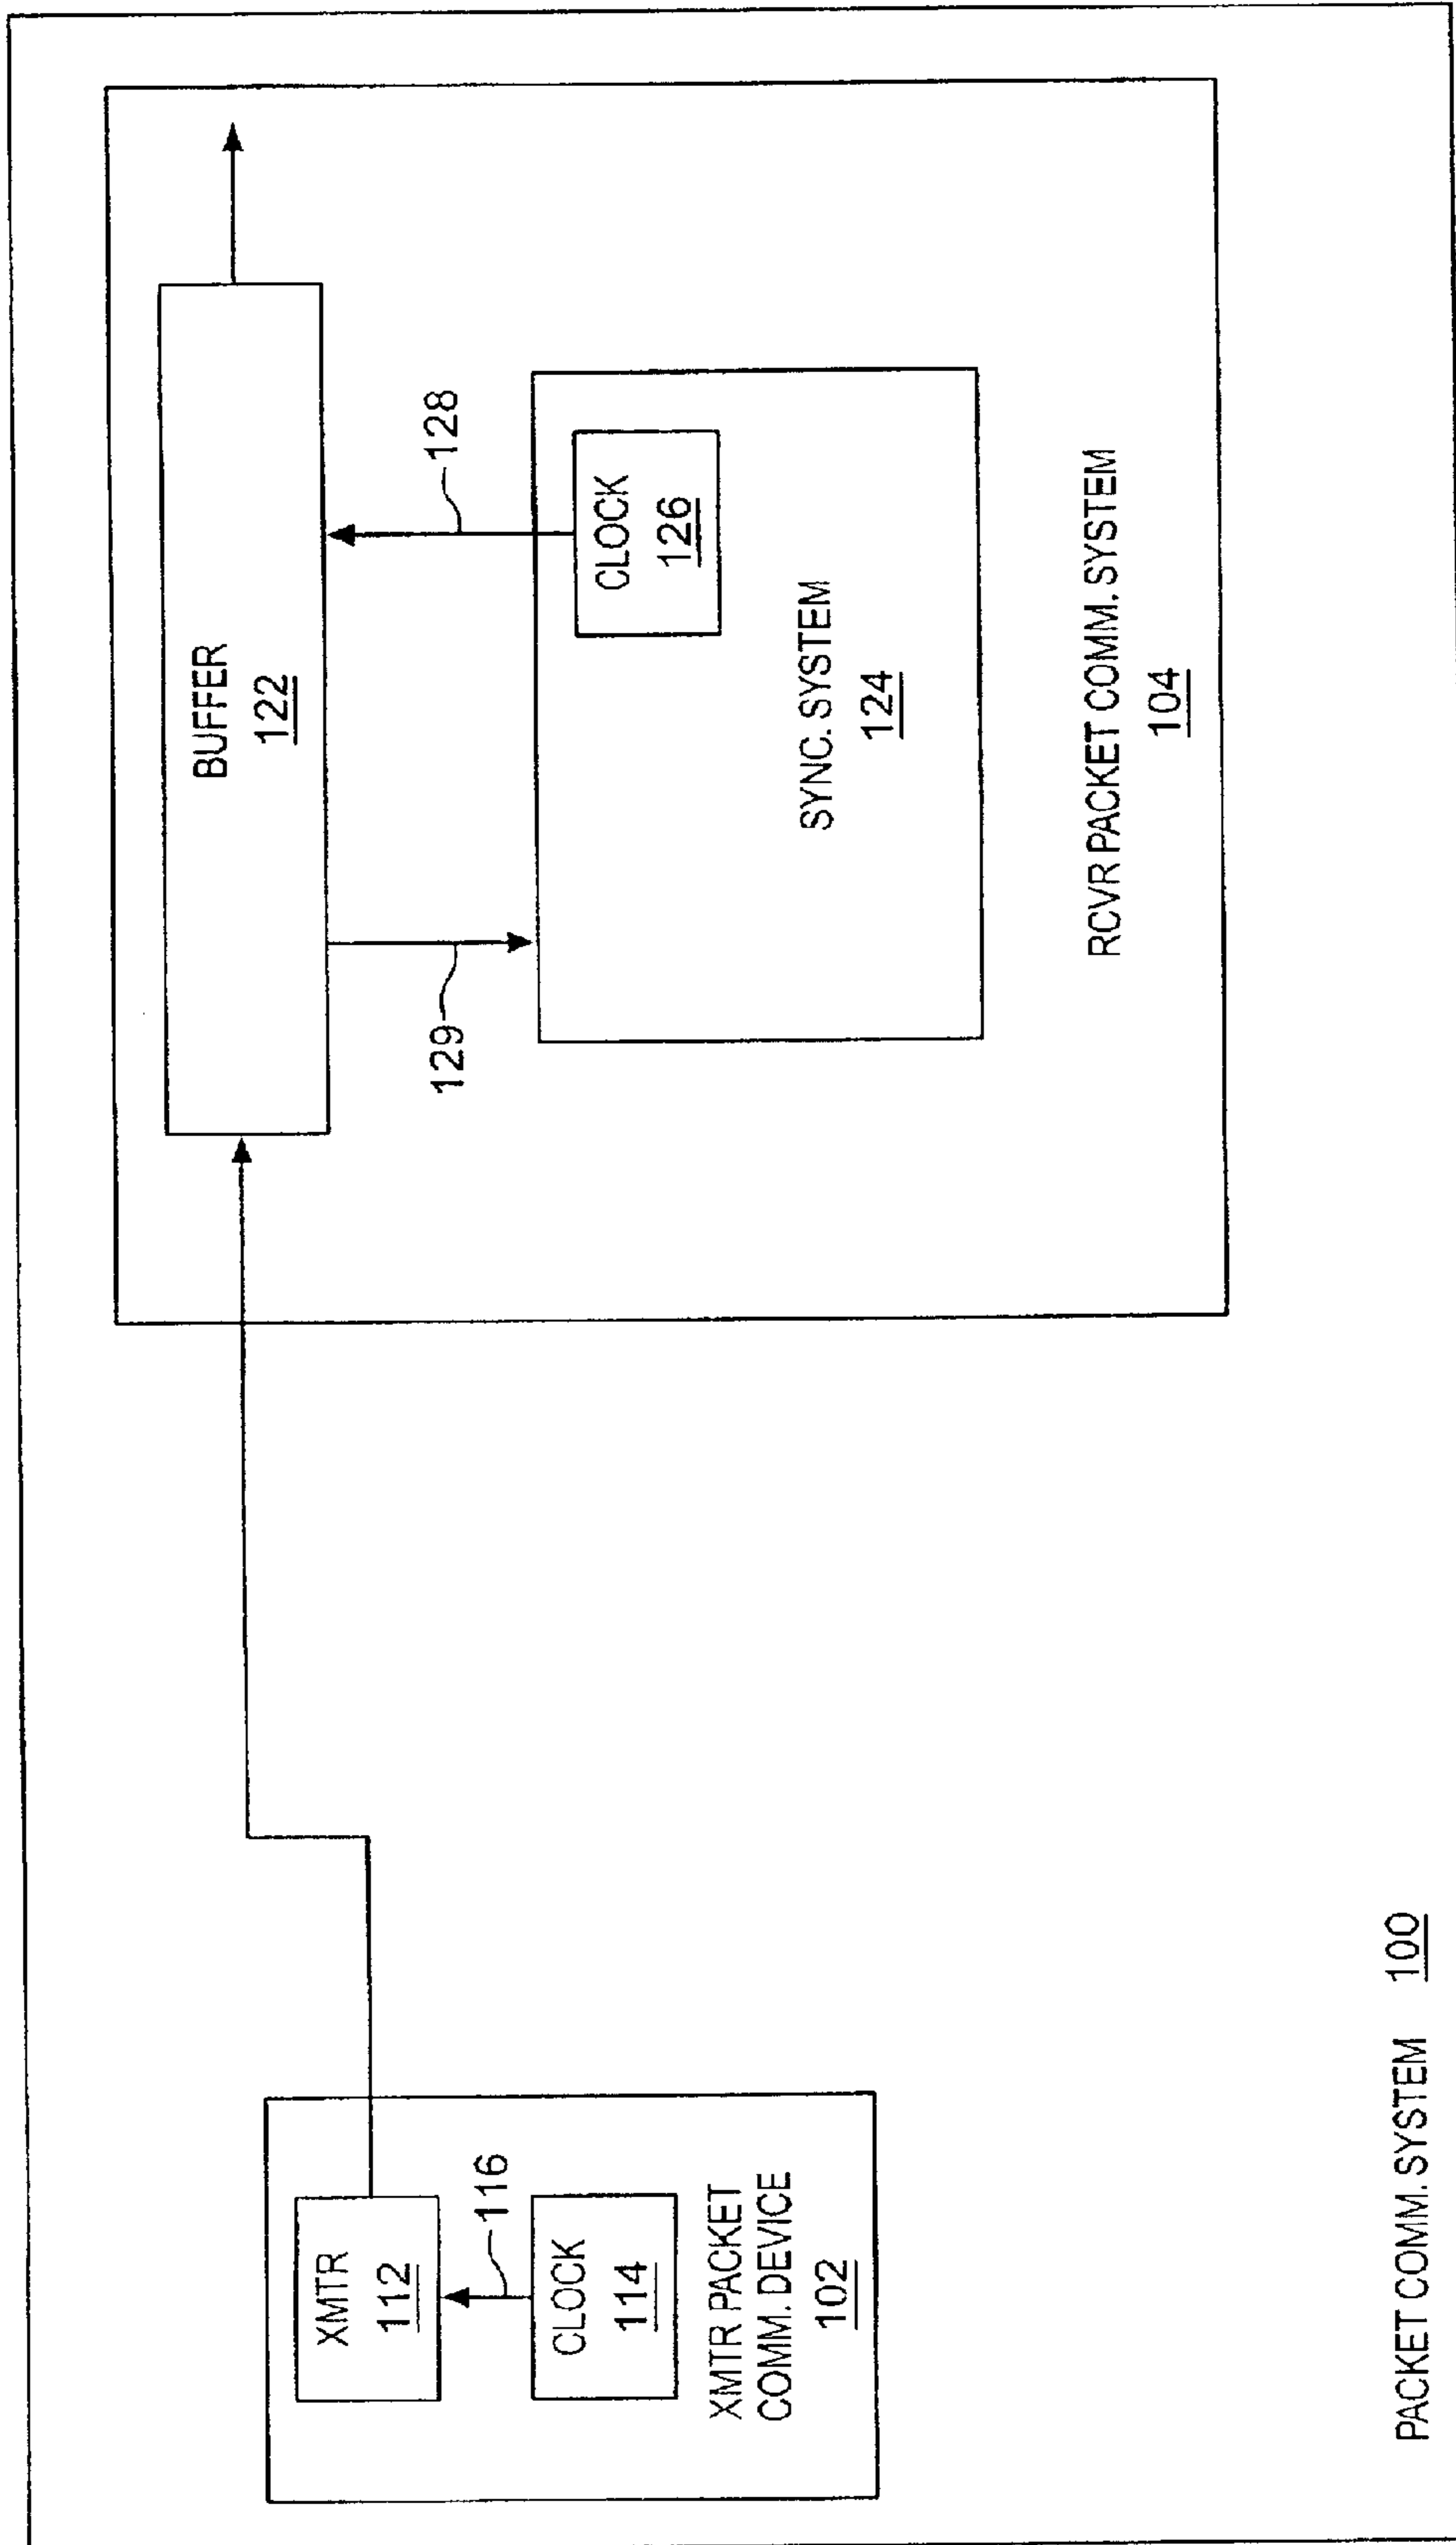 XMTR
112
116
CLOCK
114
XMTR PACKET
COMM. DEVICE
102
BUFFER
122
129
128
CLOCK
126
SYNC. SYSTEM
124
RCVR PACKET COMM. SYSTEM
104
PACKET COMM. SYSTEM 100